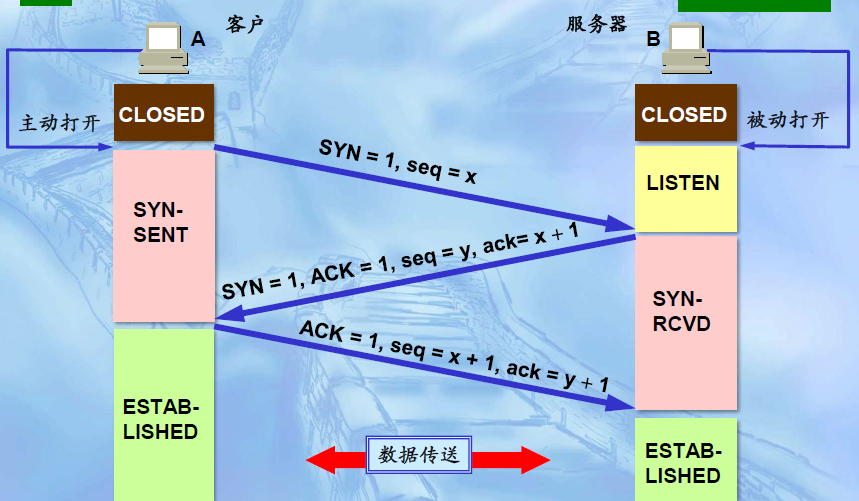 A
客户
服务器
B
主动打开
CLOSED
CLOSED
被动打开
SYN = 1, seq = x
LISTEN
SYN-
SENT
SYN = 1, ACK = 1, seq = y, ack= x + 1
SYN-
RCVD
ACK = 1, seq = x + 1, ack = y + 1
ESTAB-
LISHED
数据传送
ESTAB-
LISHED